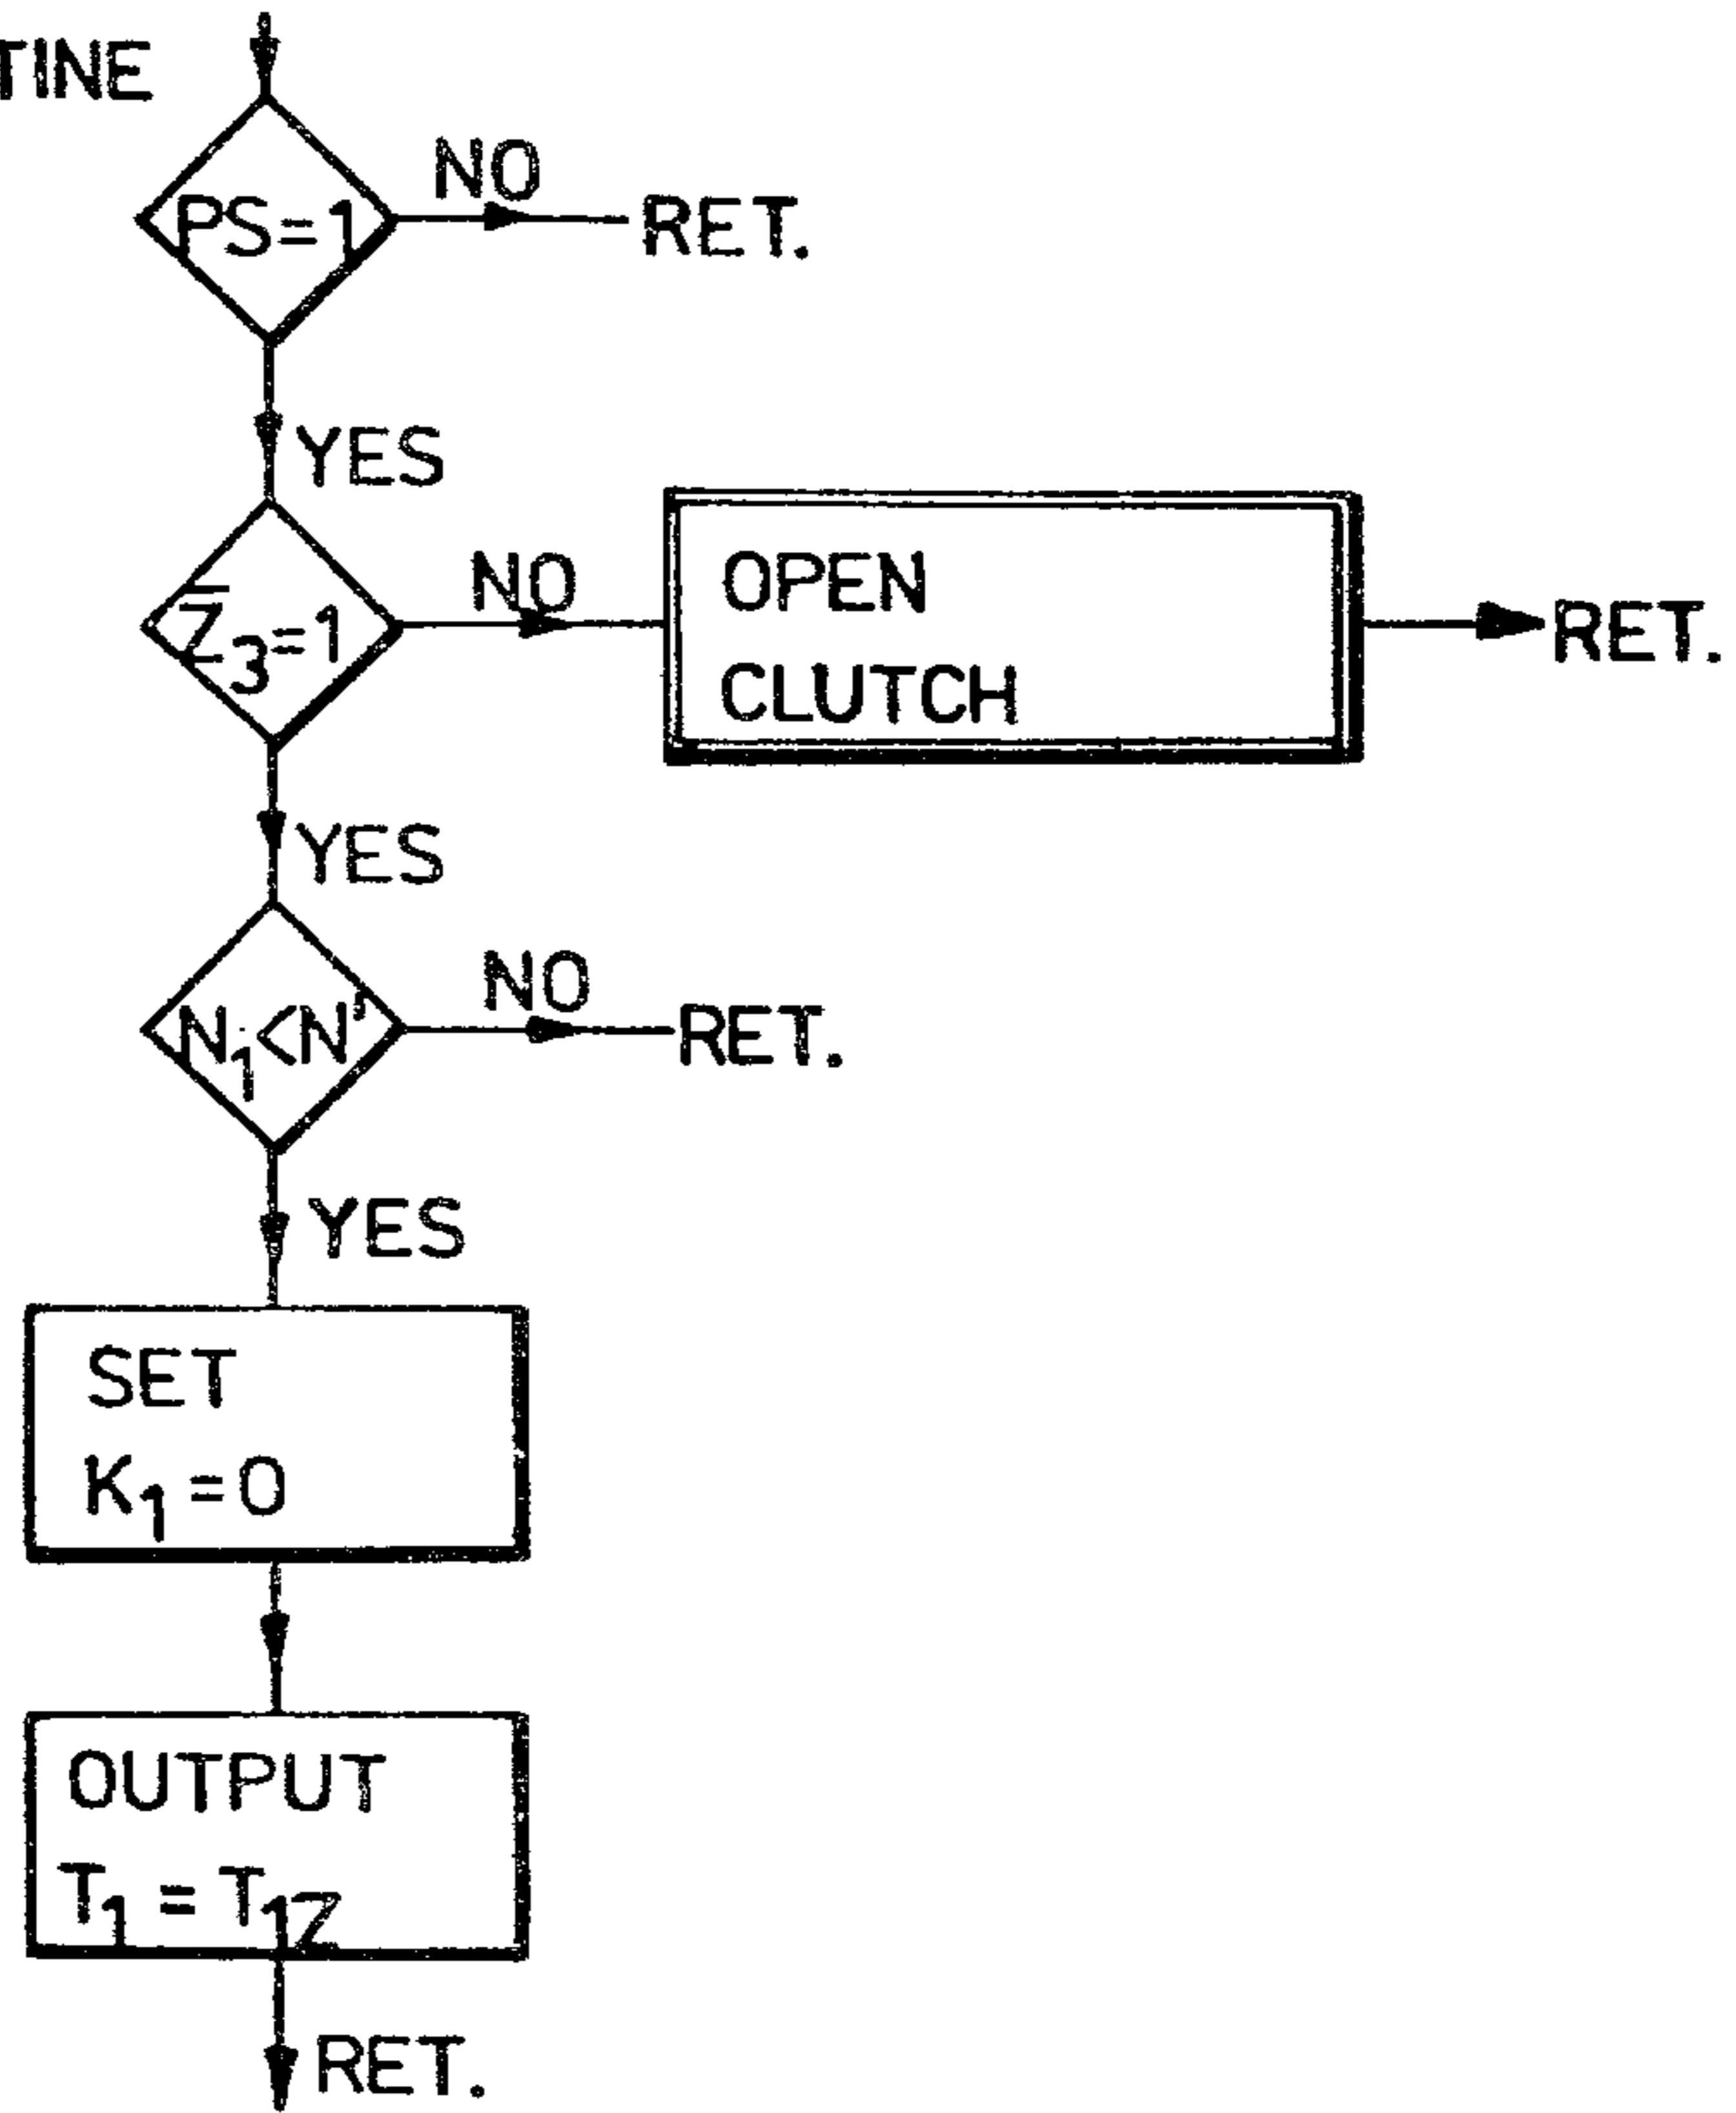 TINE
NO
PS=1
RET.
YES
NO
OPEN
CLUTCH
Z̅₃=1
RET.
YES
NO
N₁<N'
RET.
YES
SET
K₁=0
OUTPUT
T₁=T₁₂
RET.